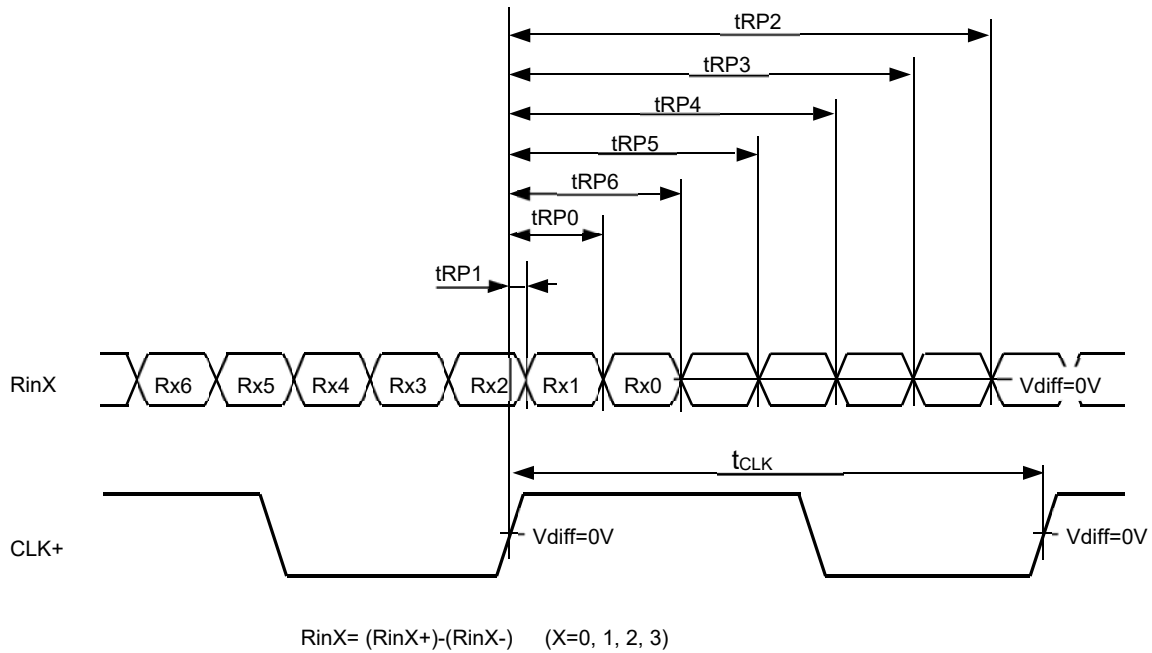 tRP2
tRP3
tRP4
tRP5
tRP6
tRP0
tRP1
RinX Rx6 Rx5 Rx4 Rx3 Rx2 Rx1 Rx0 Vdiff=0V
tCLK
CLK+ Vdiff=0V Vdiff=0V
RinX= (RinX+)-(RinX-) (X=0, 1, 2, 3)